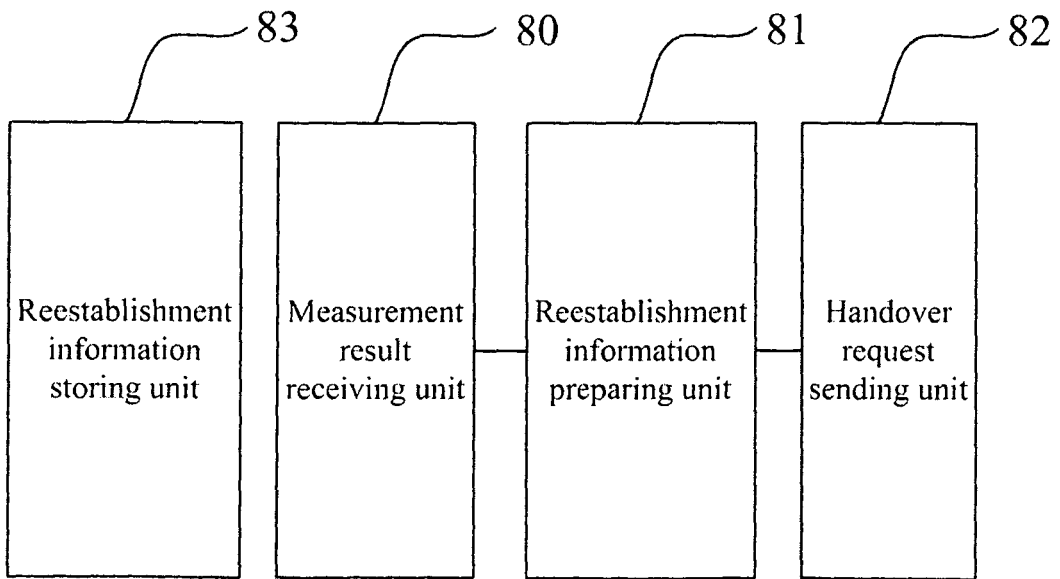 83
80
81
82
Reestablishment
information
storing unit
Measurement
result
receiving unit
Reestablishment
information
preparing unit
Handover
request
sending unit